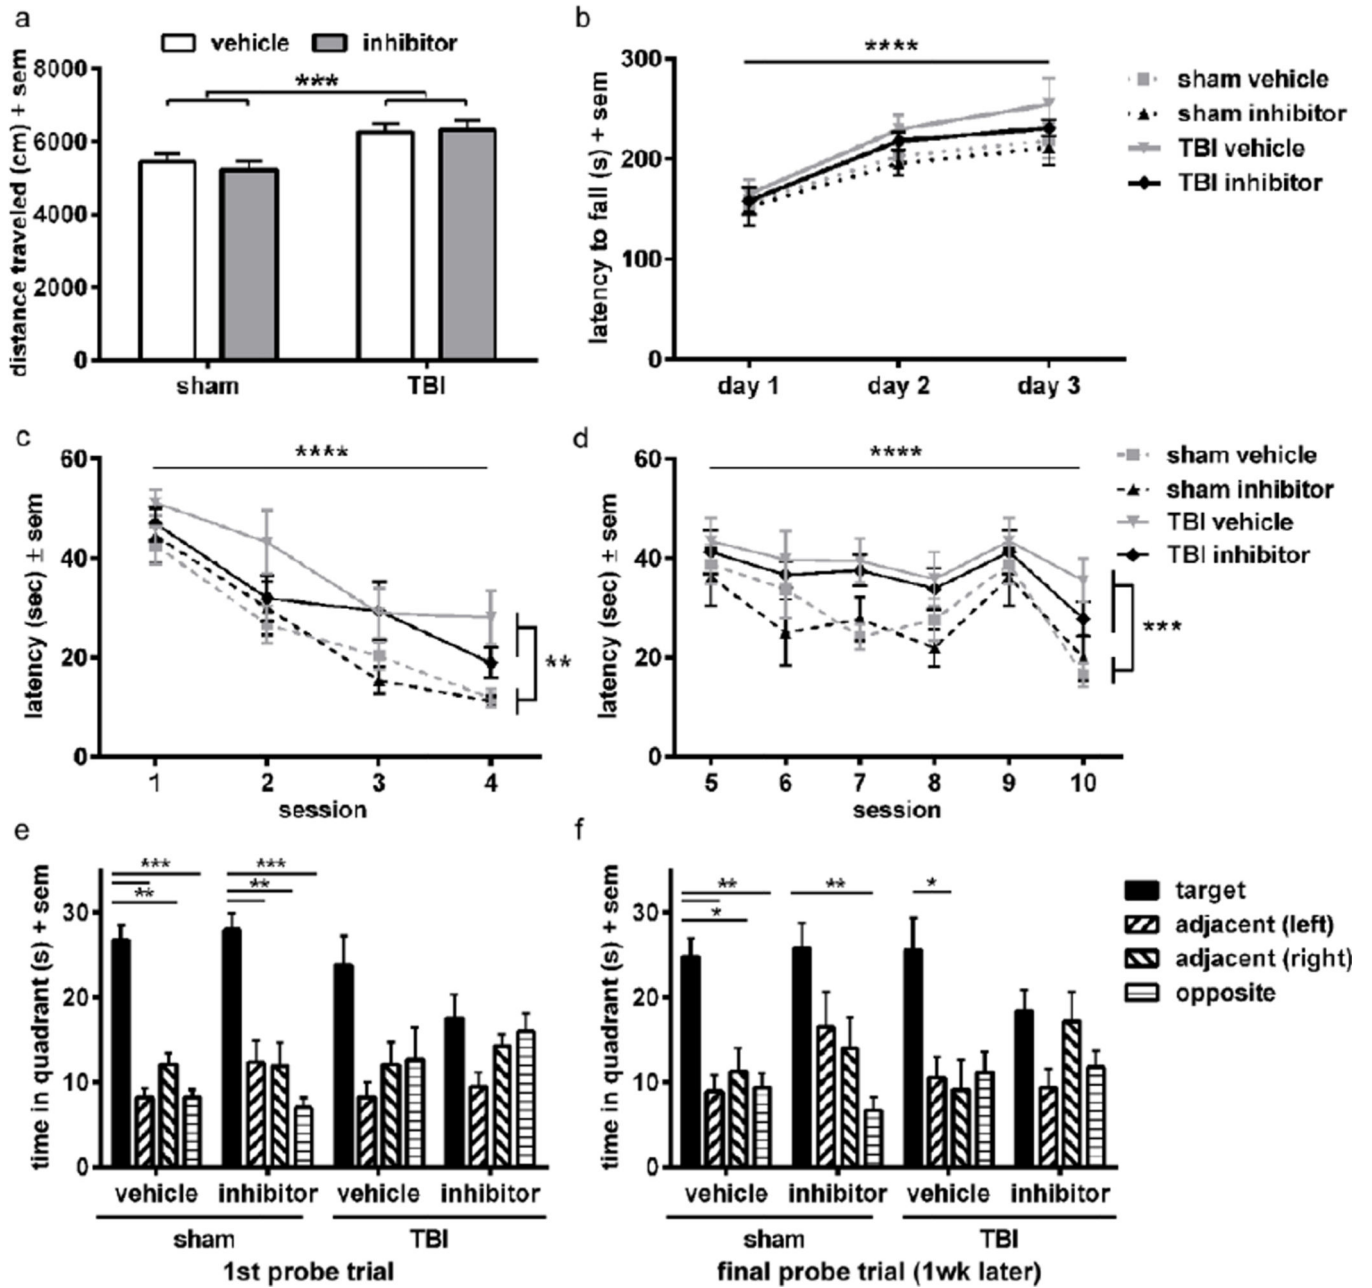 a
vehicle inhibitor
distance traveled (cm) + sem
8000
6000
4000
2000
0
***
sham TBI
b
latency to fall (s) + sem
300
200
100
0
****
day 1 day 2 day 3
sham vehicle
sham inhibitor
TBI vehicle
TBI inhibitor
c
latency (sec) ± sem
60
40
20
0
****
**
1 2 3 4
session
d
latency (sec) ± sem
60
40
20
0
****
***
5 6 7 8 9 10
session
sham vehicle
sham inhibitor
TBI vehicle
TBI inhibitor
e
time in quadrant (s) + sem
30
20
10
0
*** ***
** **
vehicle inhibitor vehicle inhibitor
sham TBI
1st probe trial
f
time in quadrant (s) + sem
30
20
10
0
** ** *
*
vehicle inhibitor vehicle inhibitor
sham TBI
final probe trial (1wk later)
target
adjacent (left)
adjacent (right)
opposite